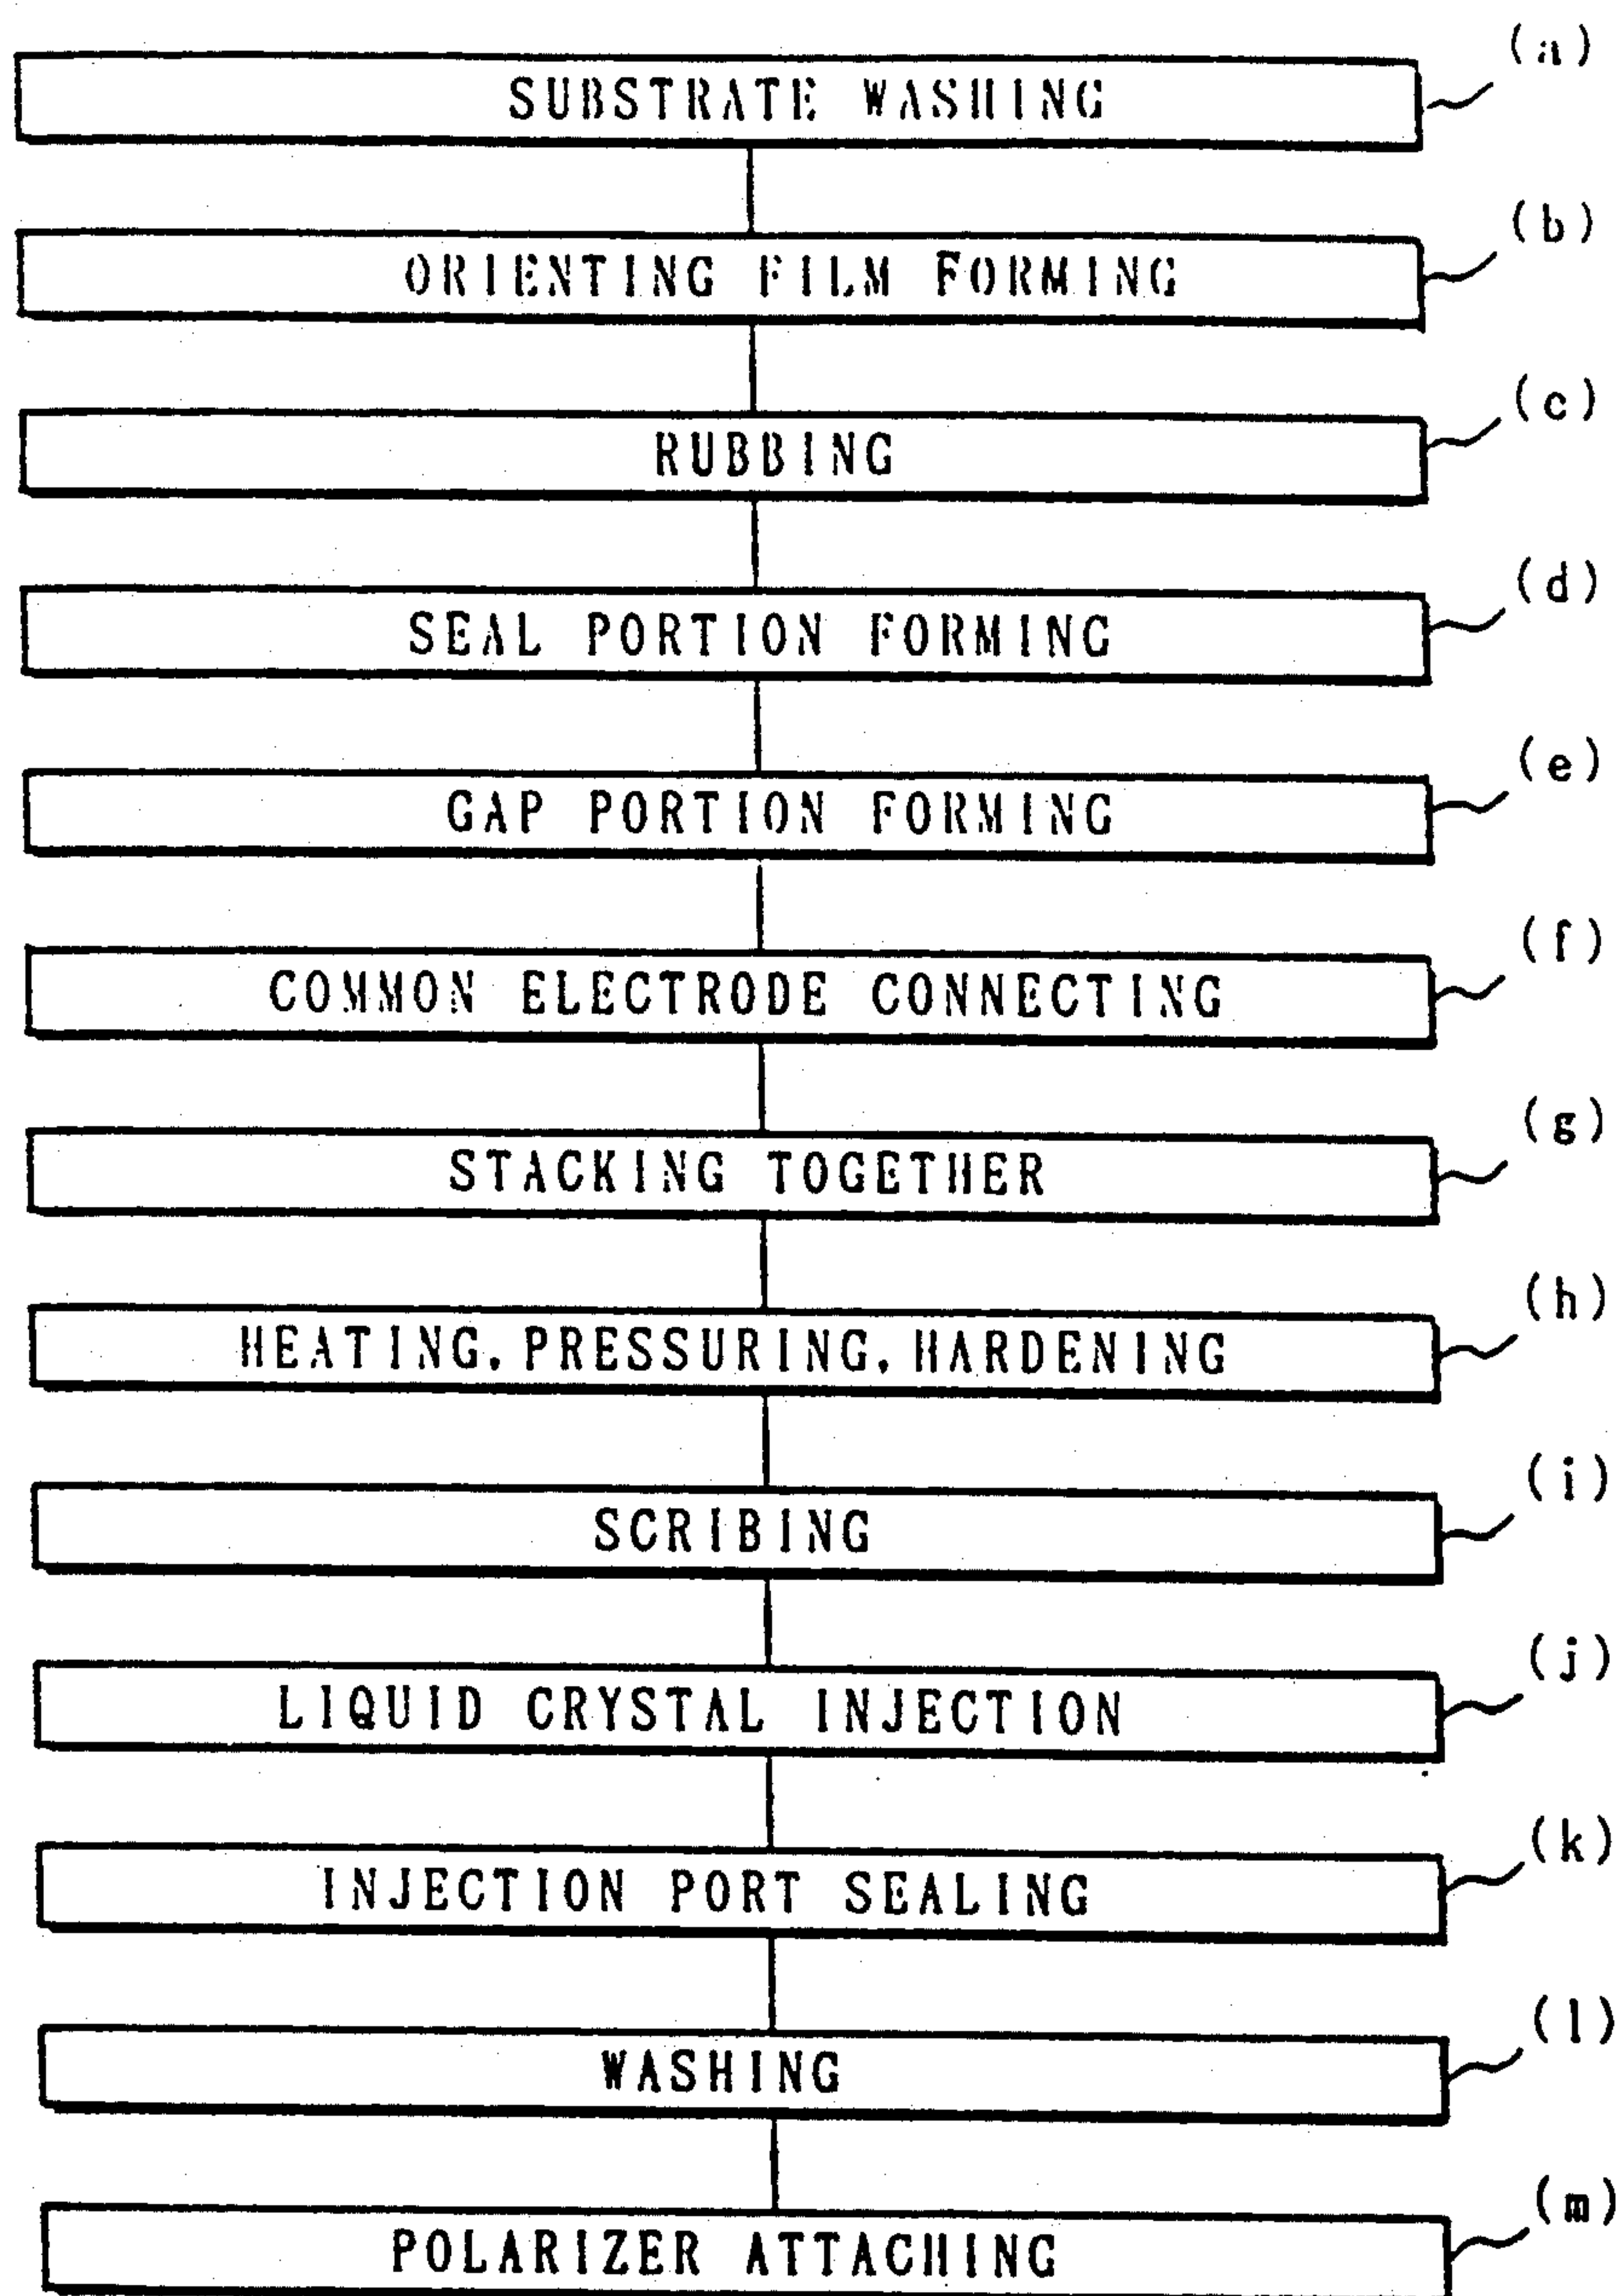 (a)
SUBSTRATE WASHING
(b)
ORIENTING FILM FORMING
(c)
RUBBING
(d)
SEAL PORTION FORMING
(e)
GAP PORTION FORMING
(f)
COMMON ELECTRODE CONNECTING
(g)
STACKING TOGETHER
(h)
HEATING, PRESSURING, HARDENING
(i)
SCRIBING
(j)
LIQUID CRYSTAL INJECTION
(k)
INJECTION PORT SEALING
(l)
WASHING
(m)
POLARIZER ATTACHING